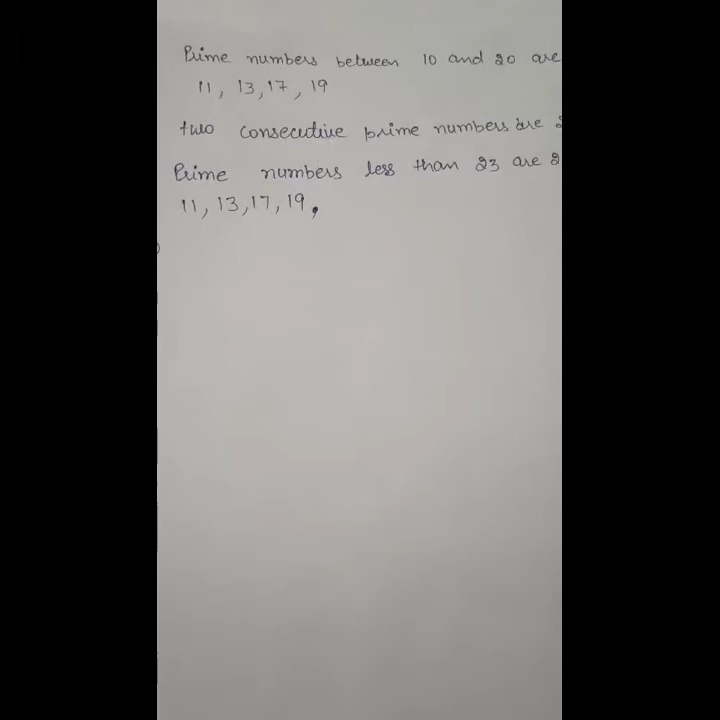 Prime numbers between 10 and 20 are
11, 13, 17, 19
two consecutive prime numbers are
Prime numbers less than 23 are 2
11, 13, 17, 19,